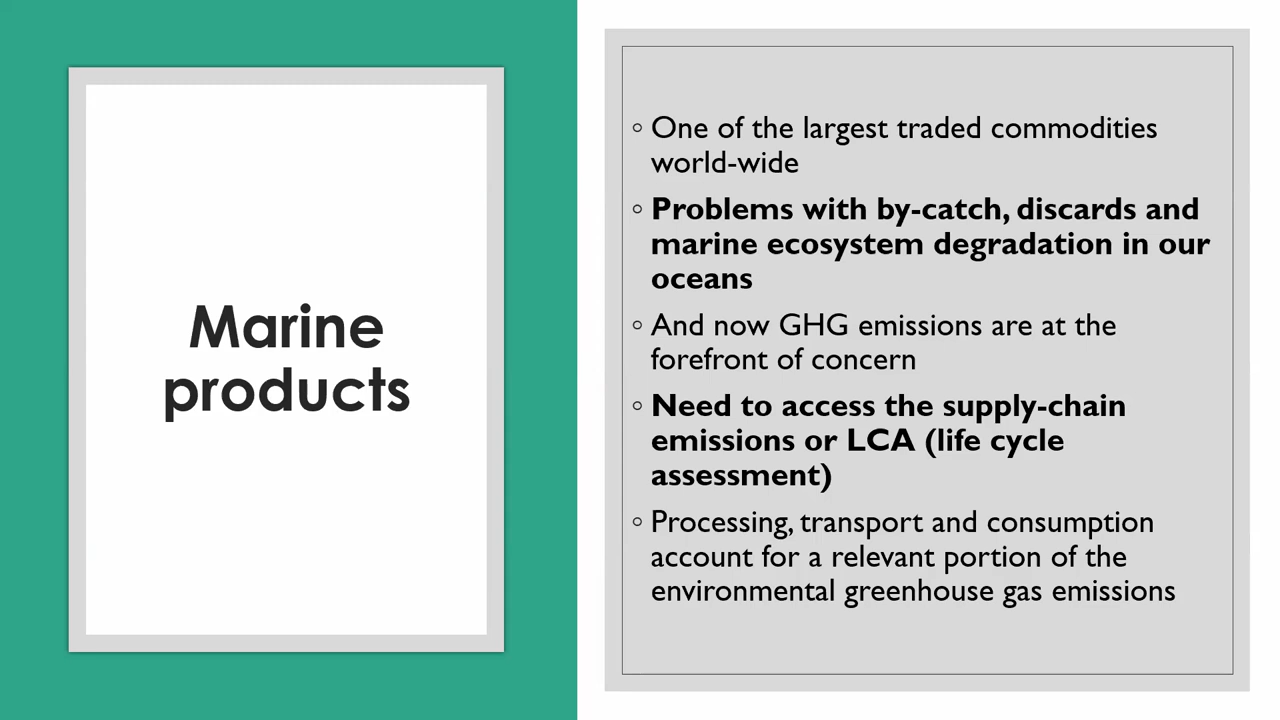 Marine
products
◦ One of the largest traded commodities
world-wide
◦ Problems with by-catch, discards and
marine ecosystem degradation in our
oceans
◦ And now GHG emissions are at the
forefront of concern
◦ Need to access the supply-chain
emissions or LCA (life cycle
assessment)
◦ Processing, transport and consumption
account for a relevant portion of the
environmental greenhouse gas emissions